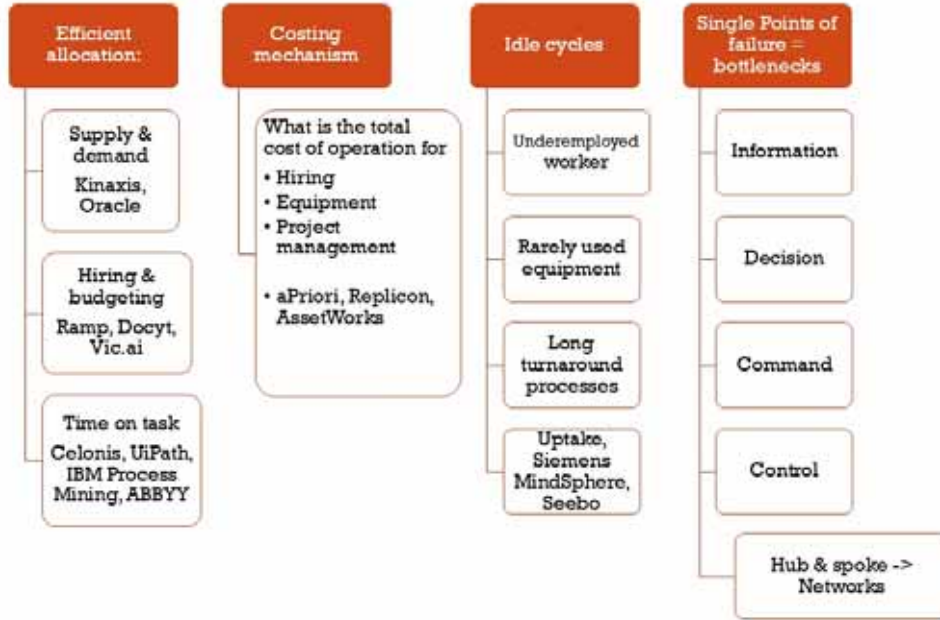 Efficient
allocation:
Supply &
demand
Kinaxis,
Oracle
Hiring &
budgeting
Ramp, Docyt,
Vic.ai
Time on task
Celonis, UiPath,
IBM Process
Mining, ABBYY
Costing
mechanism
What is the total
cost of operation for
• Hiring
• Equipment
• Project
management
• aPriori, Replicon,
AssetWorks
Idle cycles
Underemployed
worker
Rarely used
equipment
Long
turnaround
processes
Uptake,
Siemens
MindSphere,
Seebo
Single Points of
failure =
bottlenecks
Information
Decision
Command
Control
Hub & spoke ->
Networks